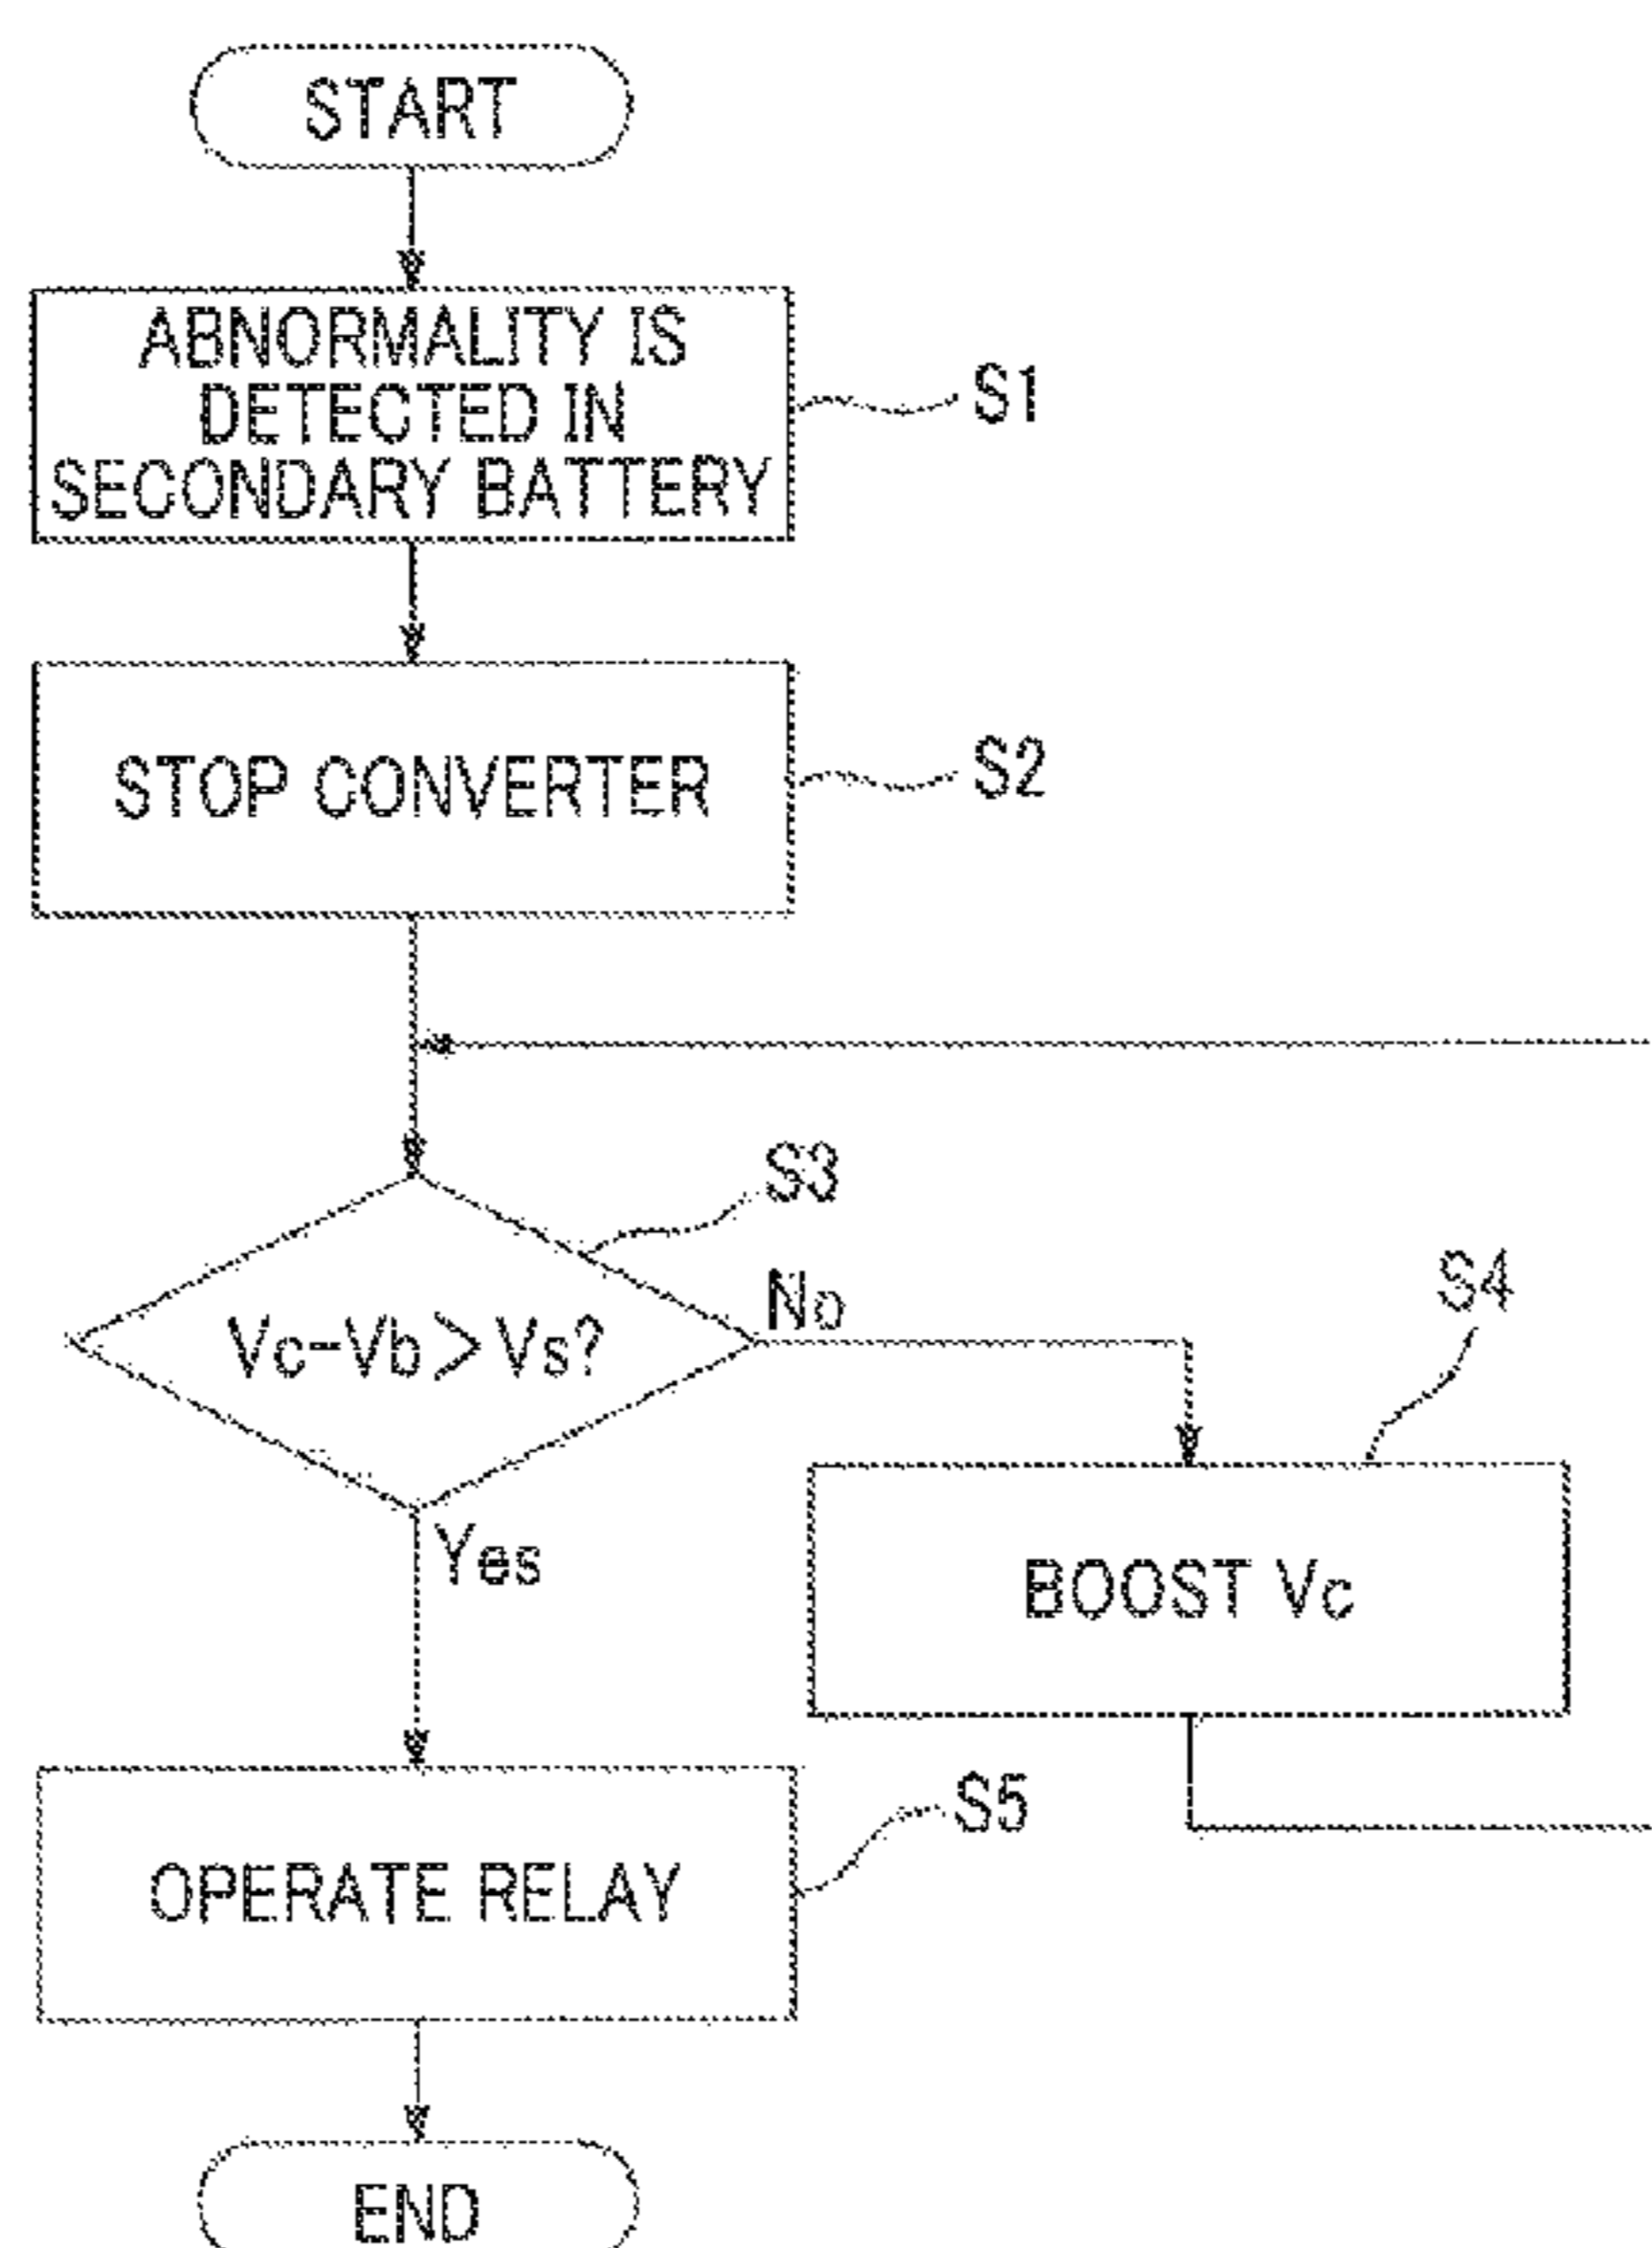 START
ABNORMALITY IS
DETECTED IN
SECONDARY BATTERY
S1
STOP CONVERTER
S2
S3
Vc-Vb>Vs?
No
S4
Yes
BOOST Vc
S5
OPERATE RELAY
END